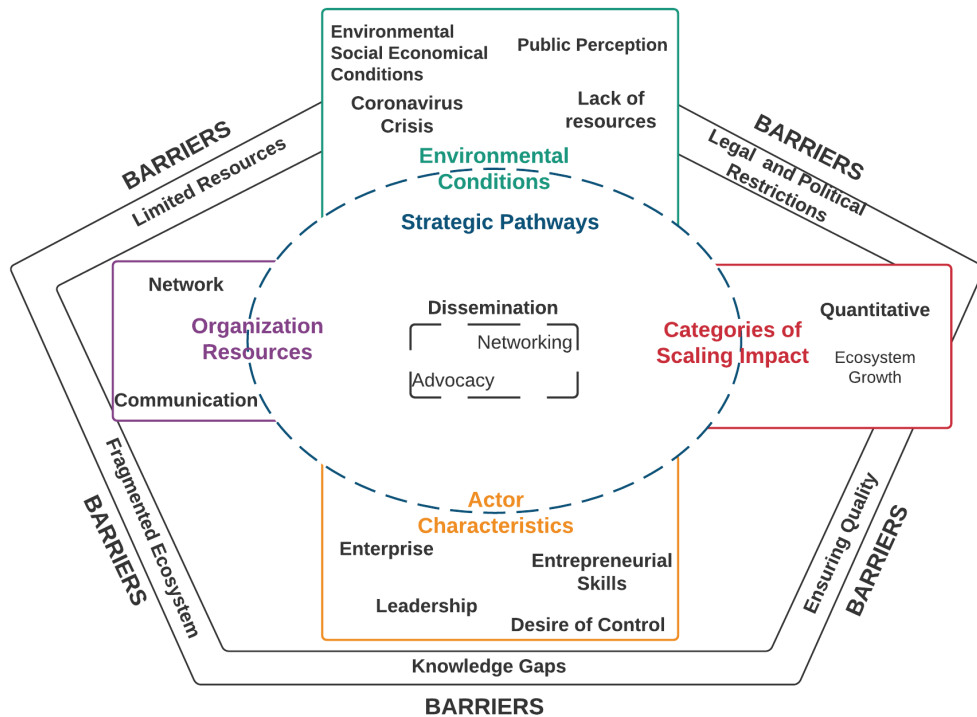 Environmental
Social Economical
Conditions
Public Perception
Coronavirus
Crisis
Lack of
resources
Environmental
Conditions
BARRIERS
Limited Resources
BARRIERS
Legal and Political
Restrictions
Strategic Pathways
Network
Organization
Resources
Communication
Dissemination
Networking
Advocacy
Categories of
Scaling Impact
Quantitative
Ecosystem
Growth
Actor
Characteristics
Enterprise
Entrepreneurial
Skills
Leadership
Desire of Control
BARRIERS
Fragmented Ecosystem
Ensuring Quality
BARRIERS
Knowledge Gaps
BARRIERS